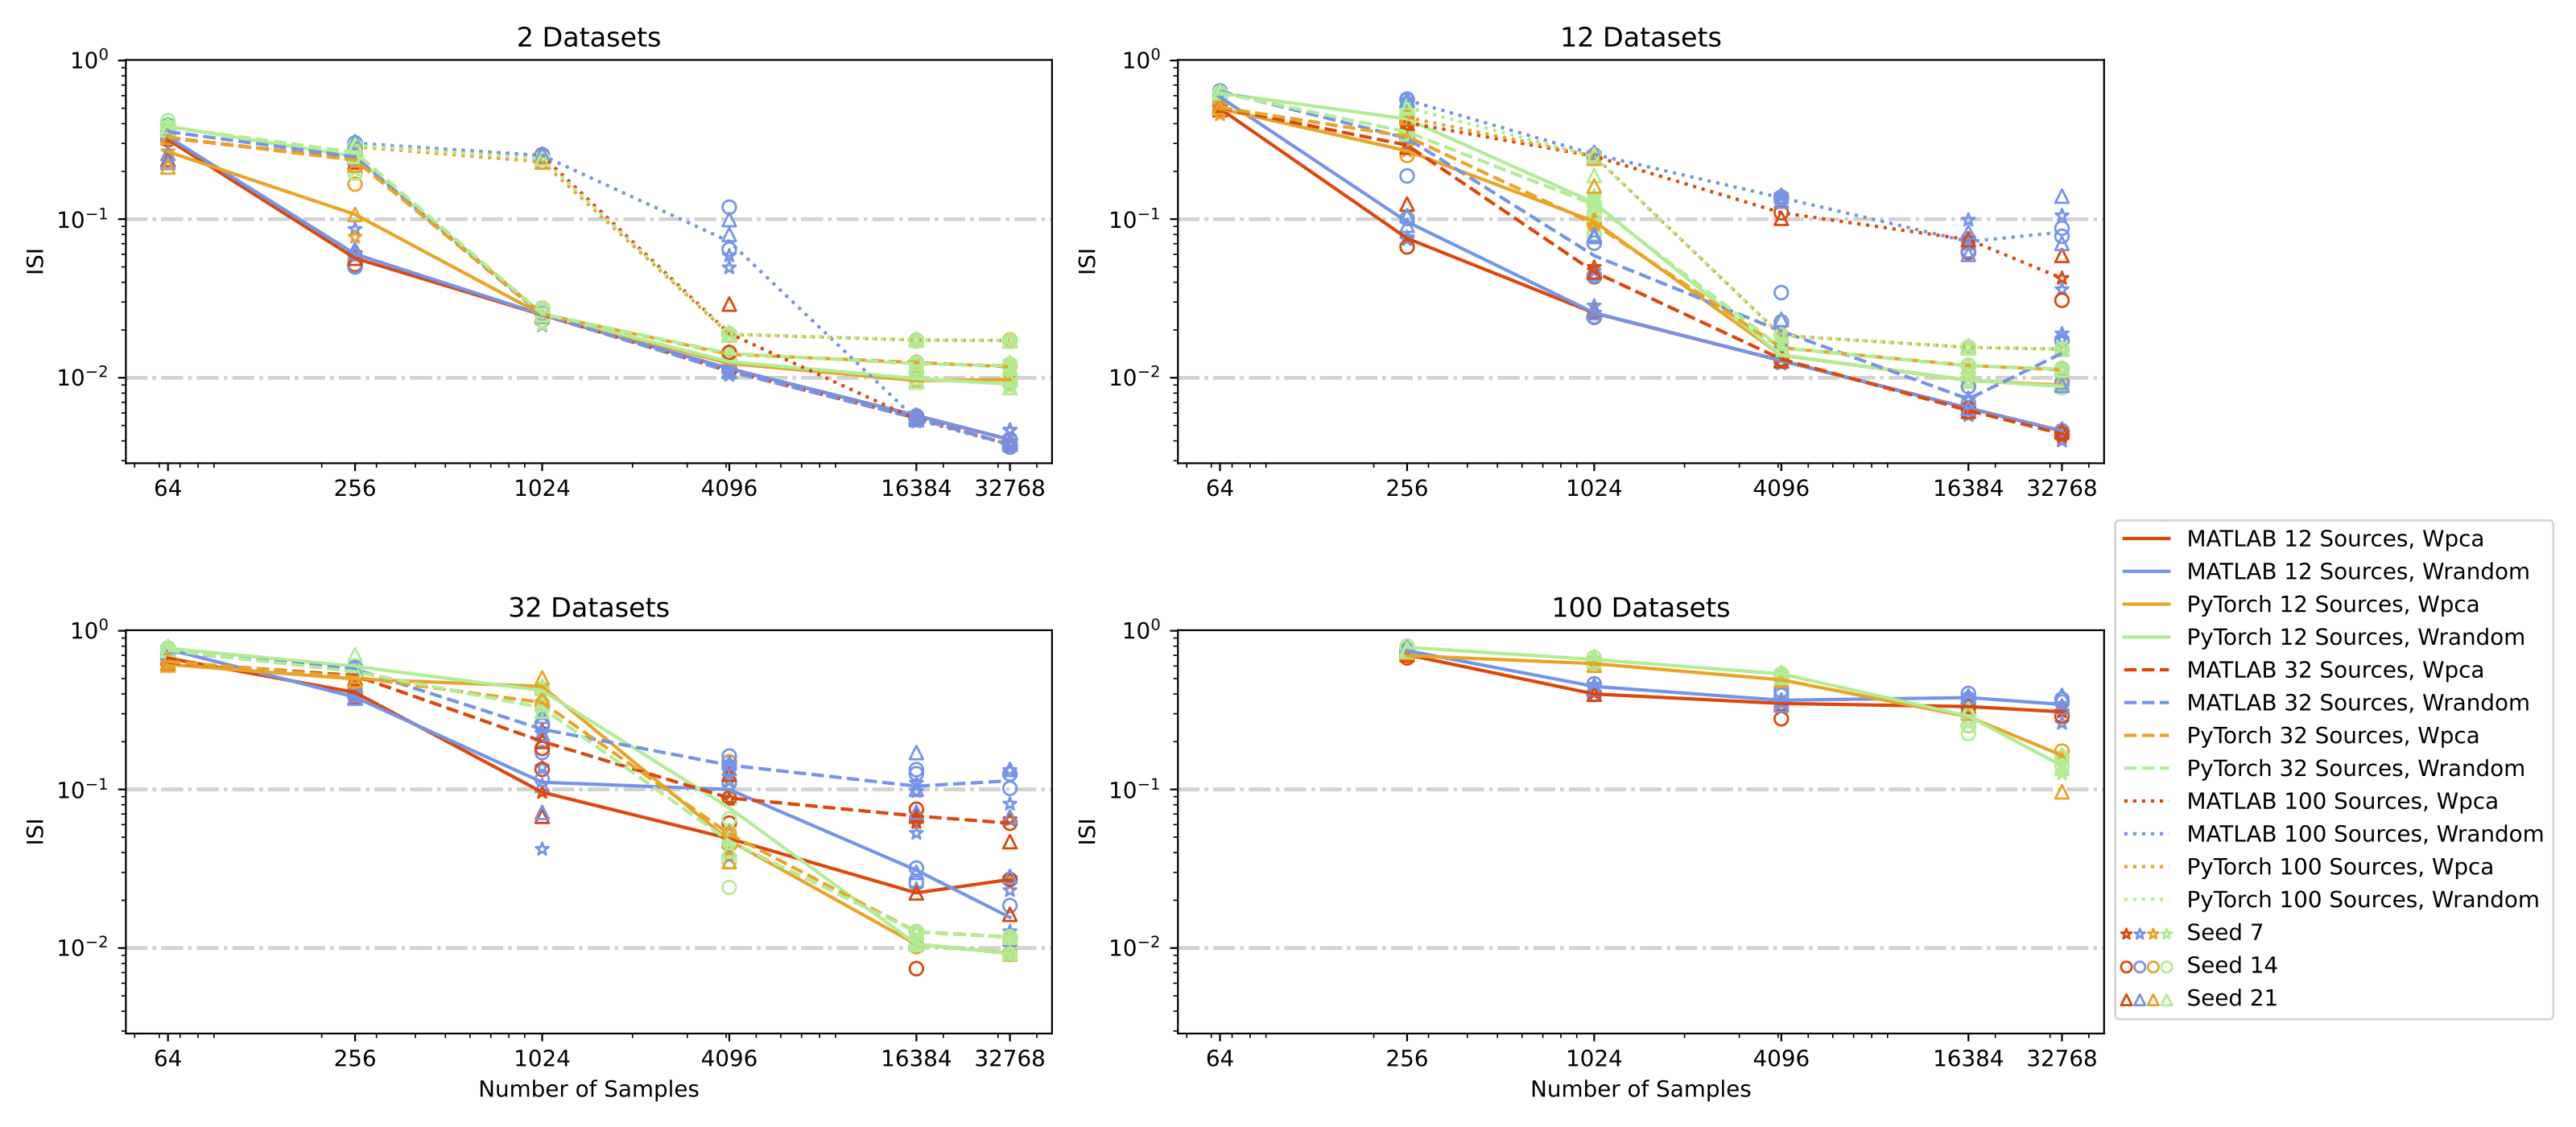 2 Datasets
10^0
10^-1
10^-2
ISI
64 256 1024 4096 16384 32768
12 Datasets
10^0
10^-1
10^-2
ISI
64 256 1024 4096 16384 32768
32 Datasets
10^0
10^-1
10^-2
ISI
64 256 1024 4096 16384 32768
Number of Samples
100 Datasets
10^0
10^-1
10^-2
ISI
64 256 1024 4096 16384 32768
Number of Samples
MATLAB 12 Sources, Wpca
MATLAB 12 Sources, Wrandom
PyTorch 12 Sources, Wpca
PyTorch 12 Sources, Wrandom
MATLAB 32 Sources, Wpca
MATLAB 32 Sources, Wrandom
PyTorch 32 Sources, Wpca
PyTorch 32 Sources, Wrandom
MATLAB 100 Sources, Wpca
MATLAB 100 Sources, Wrandom
PyTorch 100 Sources, Wpca
PyTorch 100 Sources, Wrandom
Seed 7
Seed 14
Seed 21